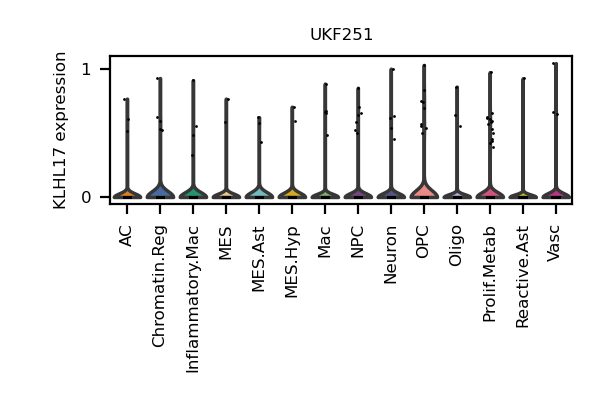 UKF251
KLHL17 expression
1
0
AC
Chromatin.Reg
Inflammatory.Mac
MES
MES.Ast
MES.Hyp
Mac
NPC
Neuron
OPC
Oligo
Prolif.Metab
Reactive.Ast
Vasc